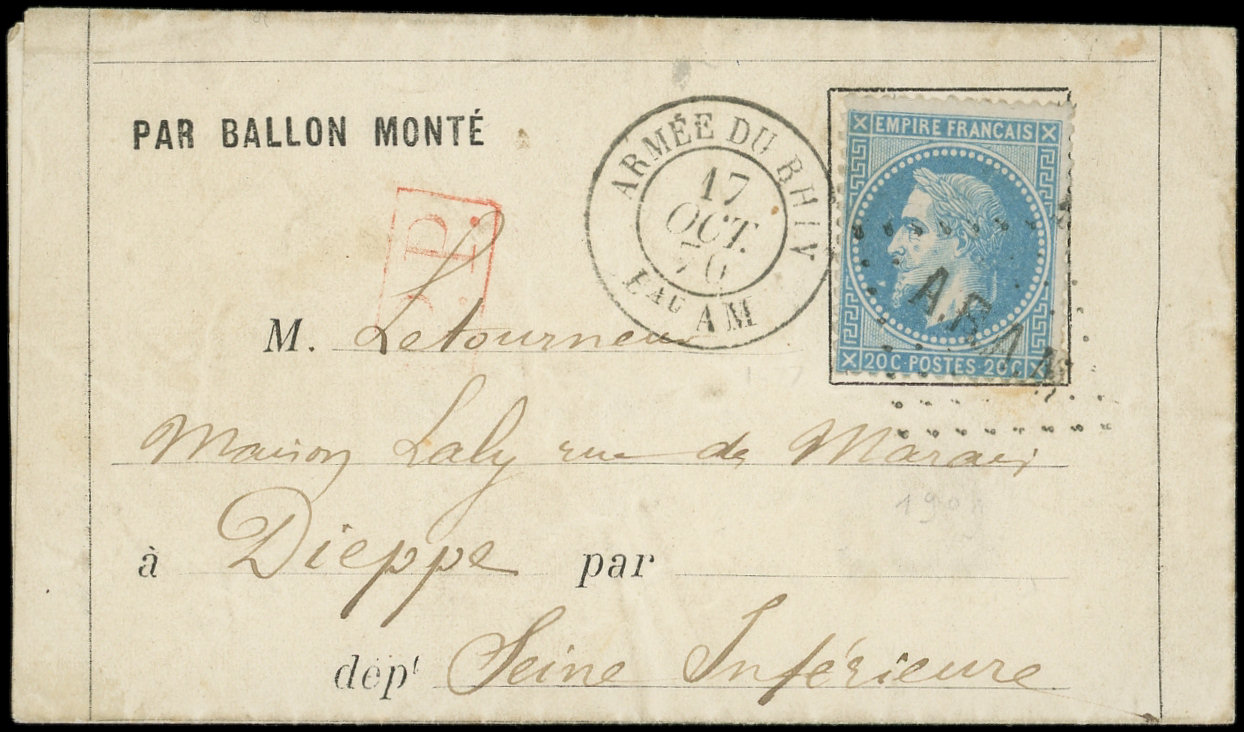 PAR BALLON MONTÉ
ARMÉE DU RHIN
17
OCT.
70
AM
EMPIRE FRANCAIS
20C POSTES 20C
P.P.
M. Letourneur
Maison Laly rue de Marais
à Dieppe par
dépt Seine Inférieure